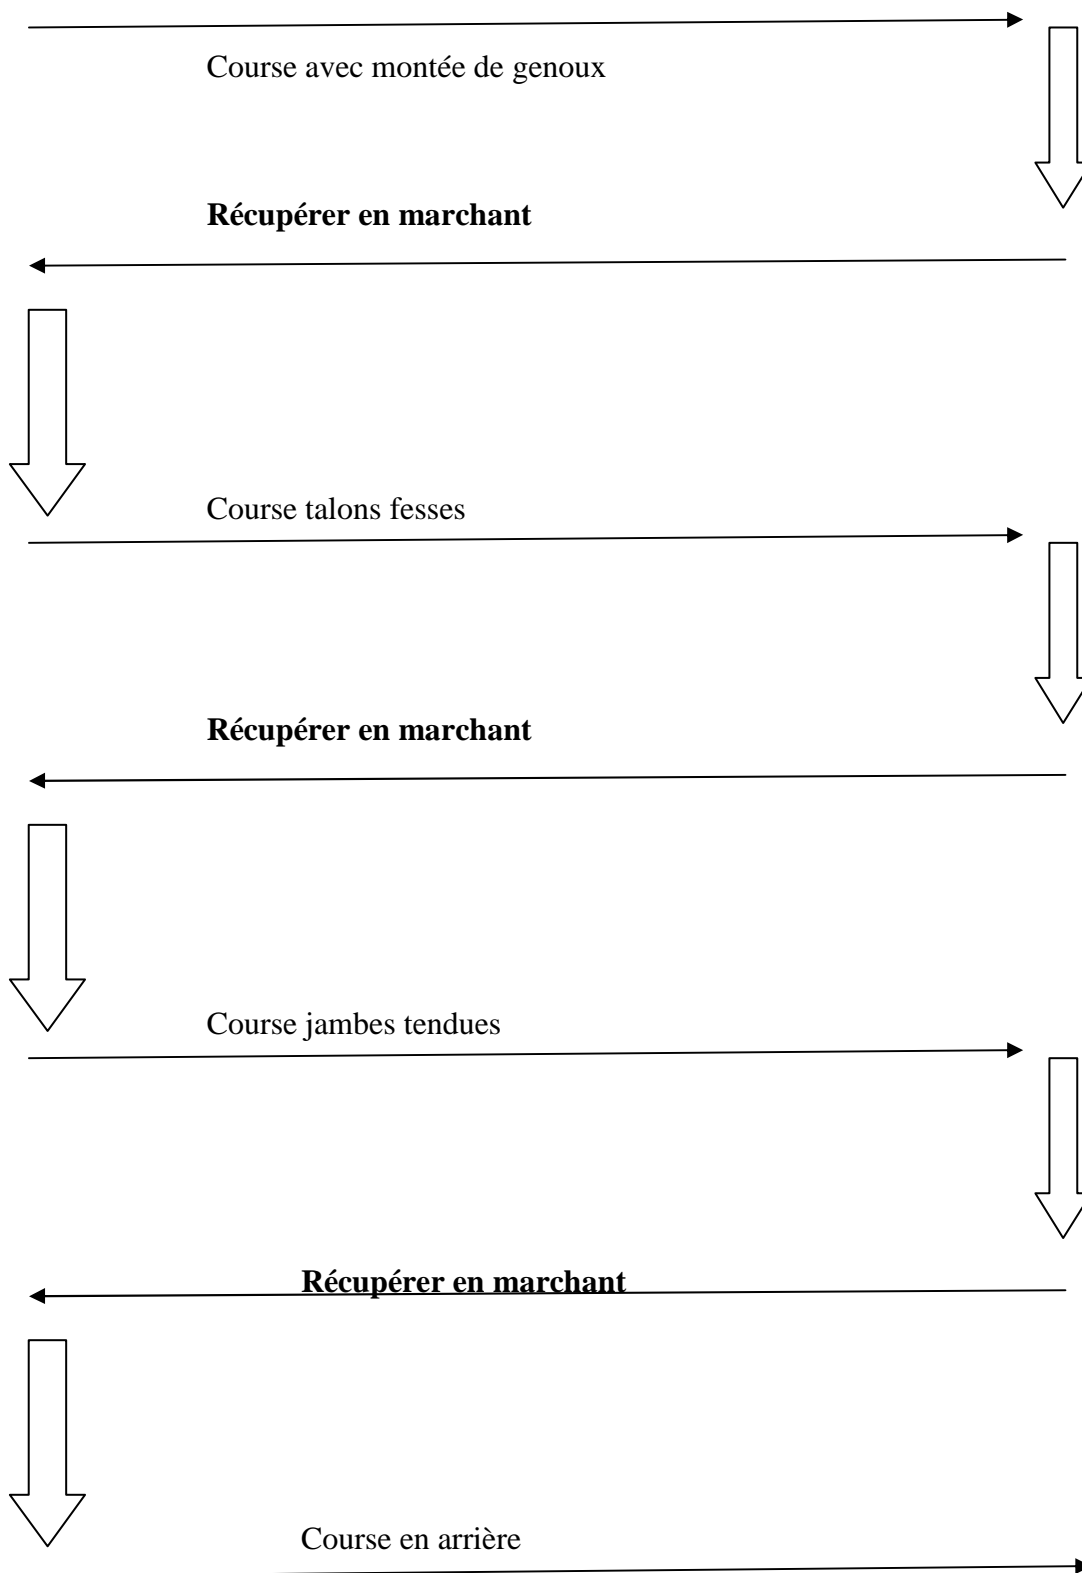 Course avec montée de genoux
Récupérer en marchant
Course talons fesses
Récupérer en marchant
Course jambes tendues
Récupérer en marchant
Course en arrière